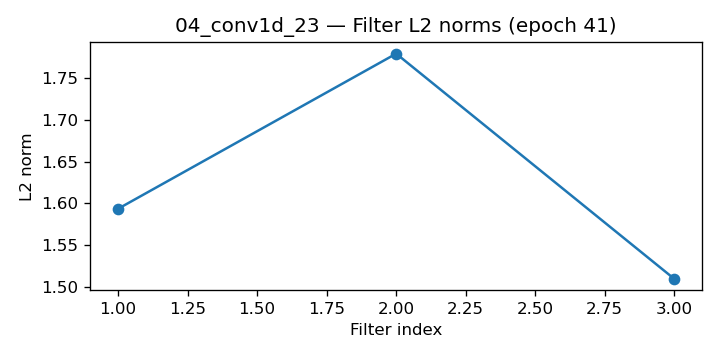 04_conv1d_23 — Filter L2 norms (epoch 41)
L2 norm
1.75
1.70
1.65
1.60
1.55
1.50
1.00 1.25 1.50 1.75 2.00 2.25 2.50 2.75 3.00
Filter index